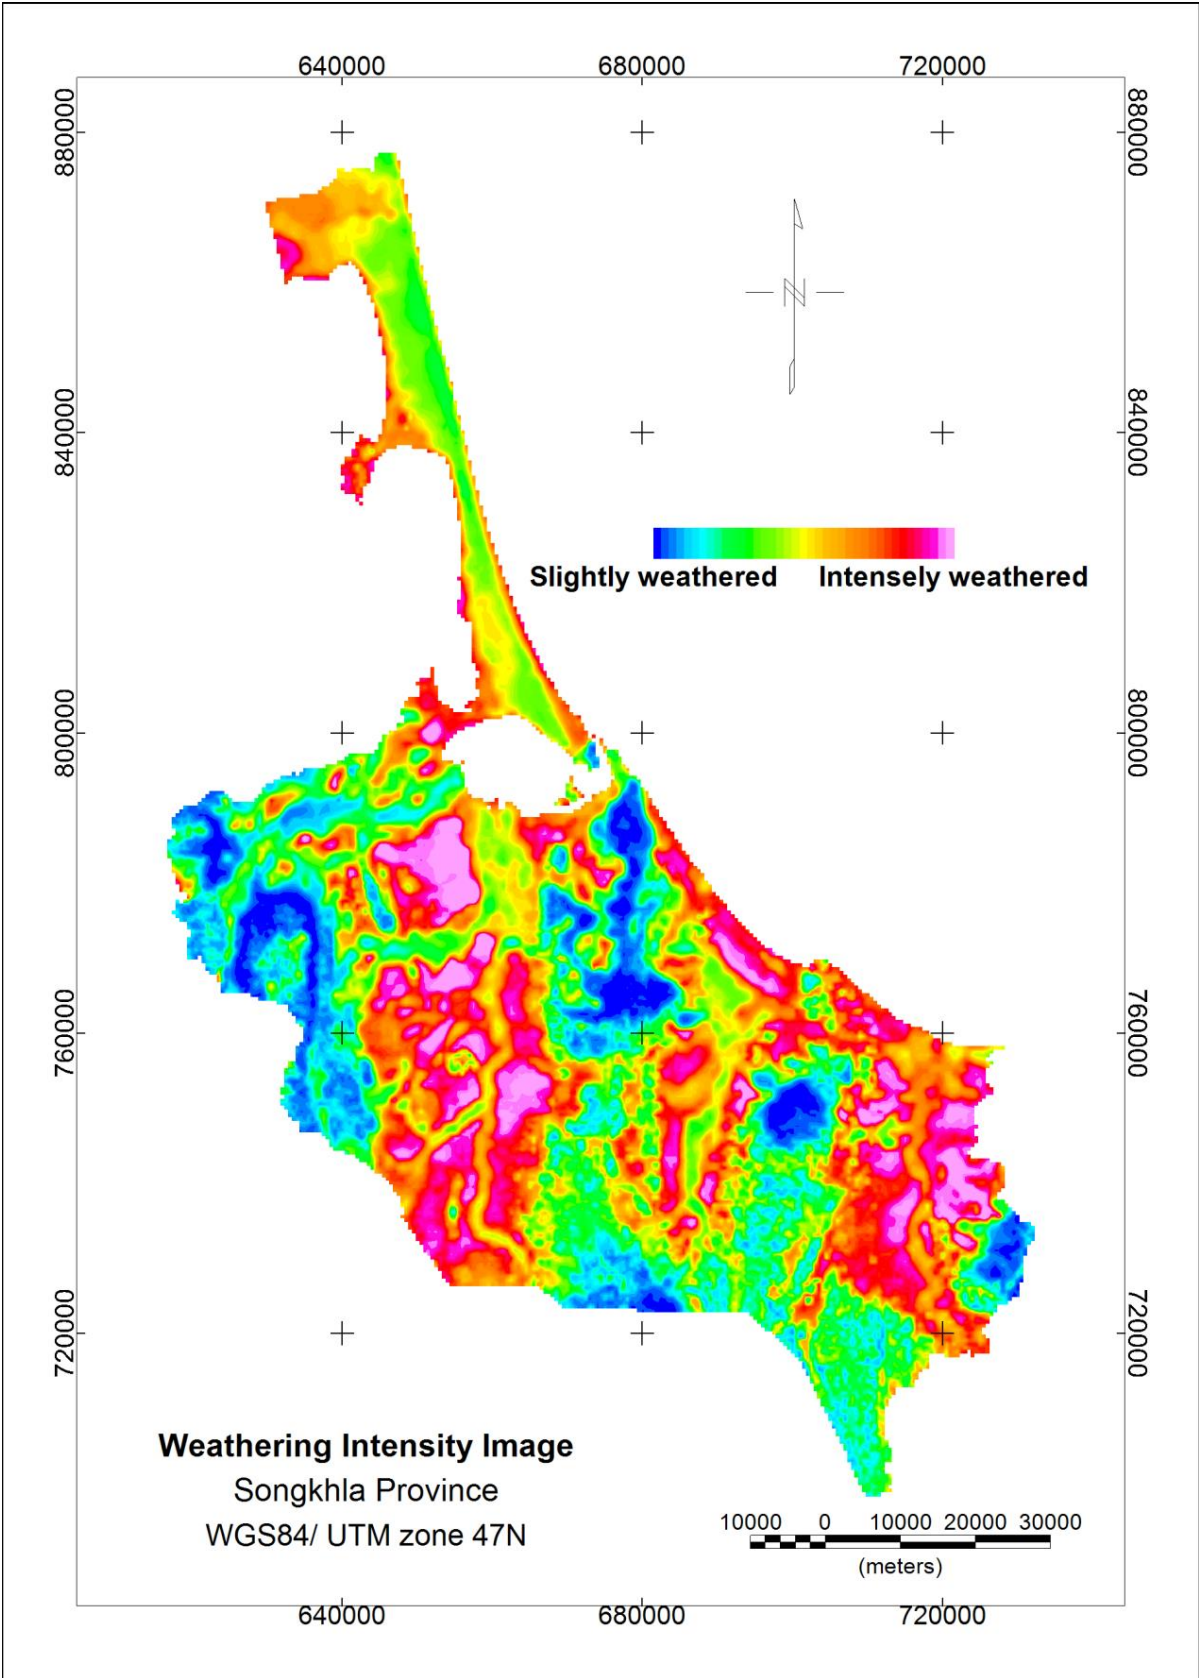 640000 680000 720000
880000 880000
N
840000 840000
Slightly weathered Intensely weathered
800000 800000
760000 760000
720000 720000
Weathering Intensity Image
Songkhla Province
WGS84/ UTM zone 47N
10000 0 10000 20000 30000
(meters)
640000 680000 720000